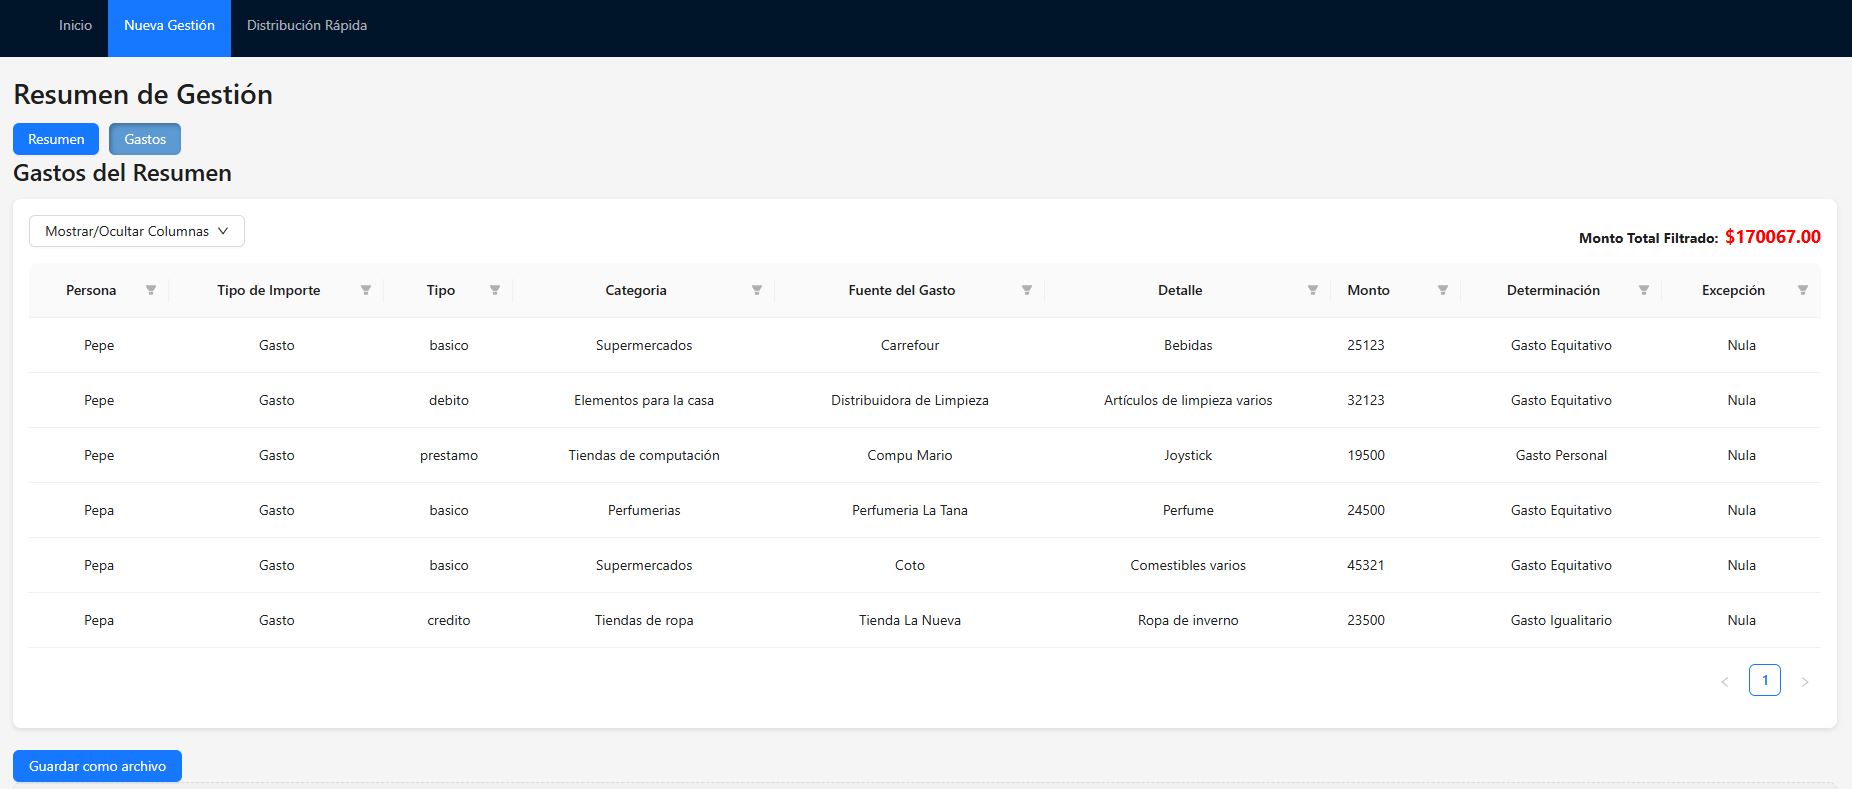 Inicio Nueva Gestión Distribución Rápida
Resumen de Gestión
Resumen Gastos
Gastos del Resumen
Mostrar/Ocultar Columnas Monto Total Filtrado: $170067.00
Persona Tipo de Importe Tipo Categoria Fuente del Gasto Detalle Monto Determinación Excepción
Pepe Gasto basico Supermercados Carrefour Bebidas 25123 Gasto Equitativo Nula
Pepe Gasto debito Elementos para la casa Distribuidora de Limpieza Artículos de limpieza varios 32123 Gasto Equitativo Nula
Pepe Gasto prestamo Tiendas de computación Compu Mario Joystick 19500 Gasto Personal Nula
Pepa Gasto basico Perfumerias Perfumeria La Tana Perfume 24500 Gasto Equitativo Nula
Pepa Gasto basico Supermercados Coto Comestibles varios 45321 Gasto Equitativo Nula
Pepa Gasto credito Tiendas de ropa Tienda La Nueva Ropa de inverno 23500 Gasto Igualitario Nula
< 1 >
Guardar como archivo